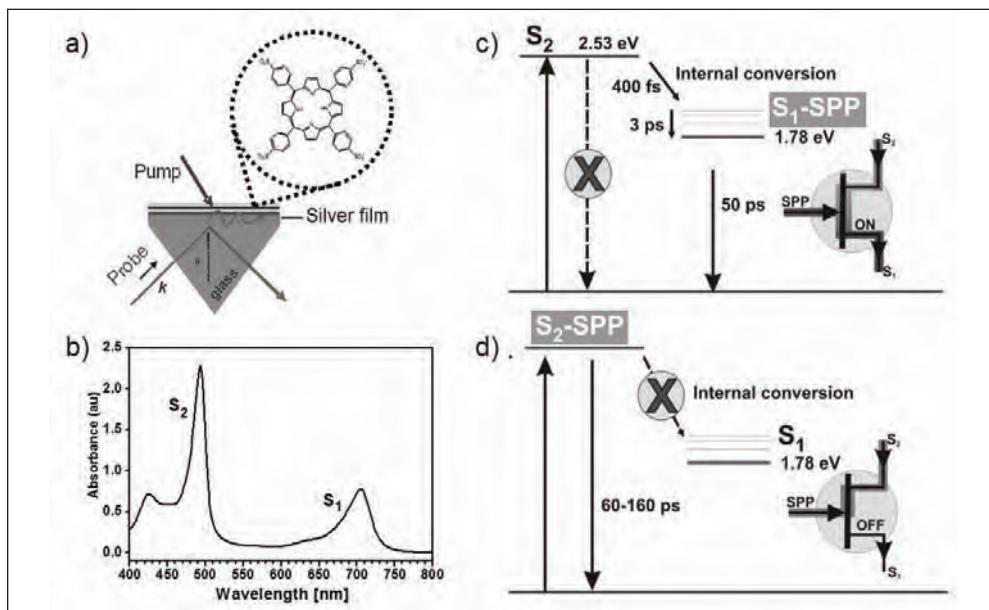 a)
Pump
Silver film
Probe
k
glass
b)
2.5
2.0
1.5
1.0
0.5
0.0
Absorbance (au)
S₂
S₁
400 450 500 550 600 650 700 750 800
Wavelength [nm]
c)
S₂ 2.53 eV
Internal conversion
400 fs
S₁-SPP
3 ps
1.78 eV
X
50 ps
S₂
SPP
ON
S₁
S₂-SPP
d) .
X
Internal conversion
S₁
1.78 eV
60-160 ps
S₂
SPP
OFF
S₁